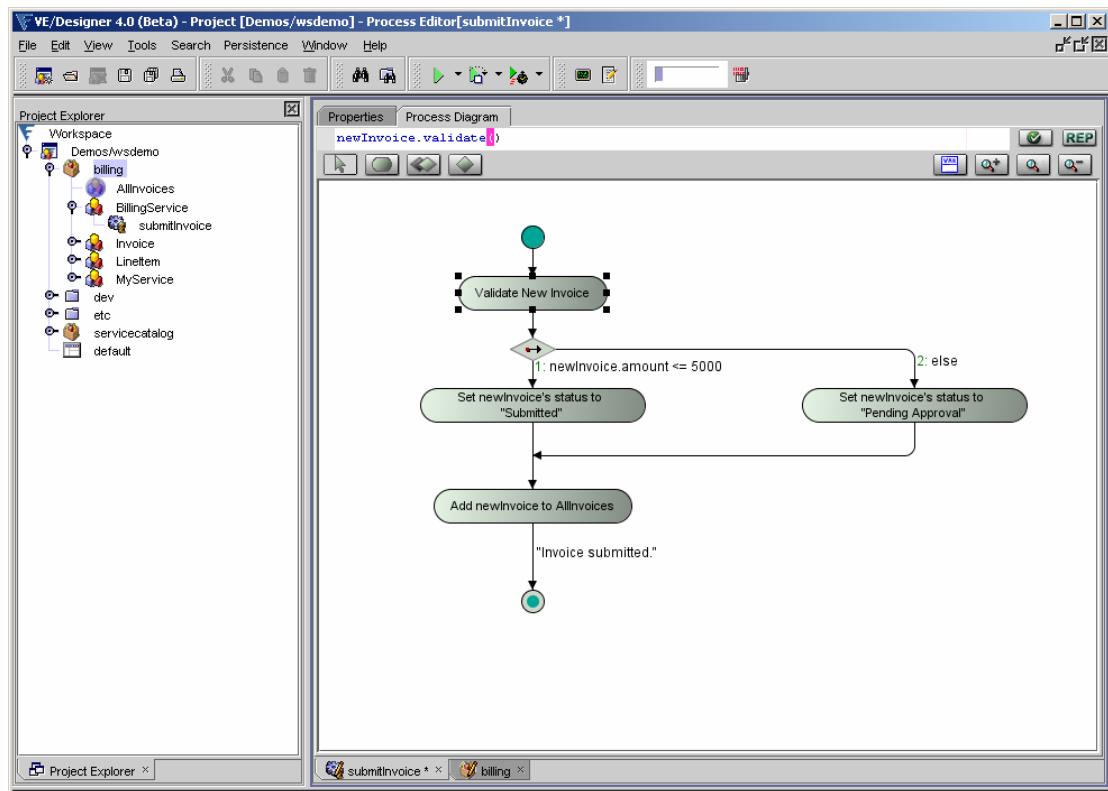 VE/Designer 4.0 (Beta) - Project [Demos/wsdemo] - Process Editor[submitInvoice *]
File Edit View Tools Search Persistence Window Help
Project Explorer
Workspace
Demos/wsdemo
billing
AllInvoices
BillingService
submitInvoice
Invoice
LineItem
MyService
dev
etc
servicecatalog
default
Project Explorer
Properties Process Diagram
newInvoice.validate()
REP
VAR
Validate New Invoice
1: newInvoice.amount <= 5000
2: else
Set newInvoice's status to
"Submitted"
Set newInvoice's status to
"Pending Approval"
Add newInvoice to AllInvoices
"Invoice submitted."
submitInvoice * billing